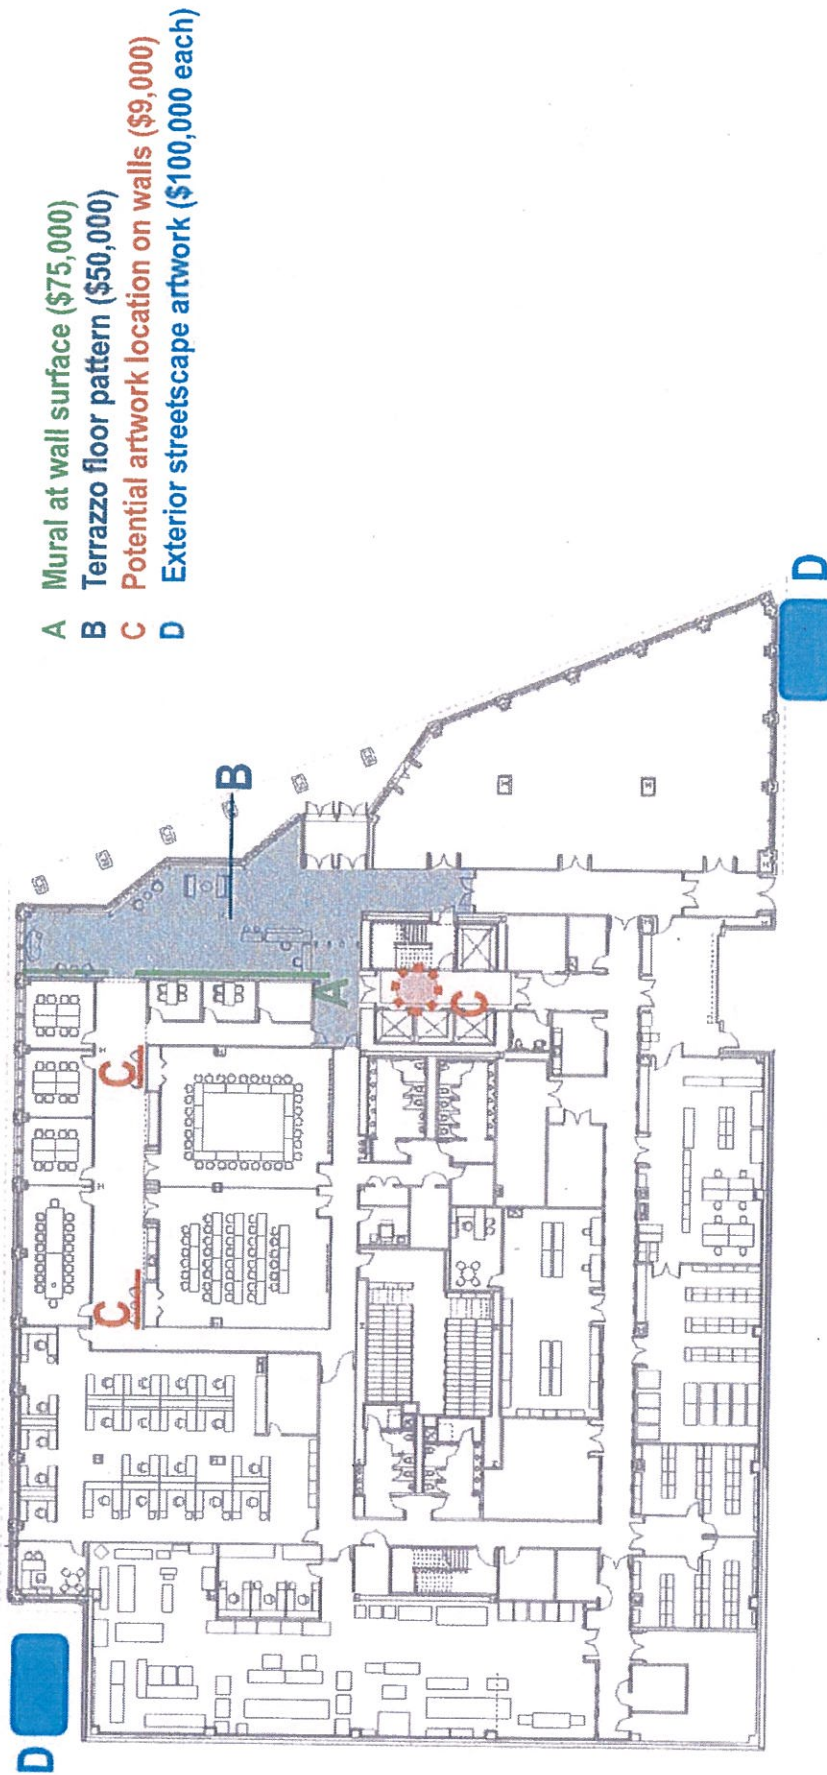 A Mural at wall surface ($75,000)
B Terrazzo floor pattern ($50,000)
C Potential artwork location on walls ($9,000)
D Exterior streetscape artwork ($100,000 each)
D
C
C
A
B
C
D